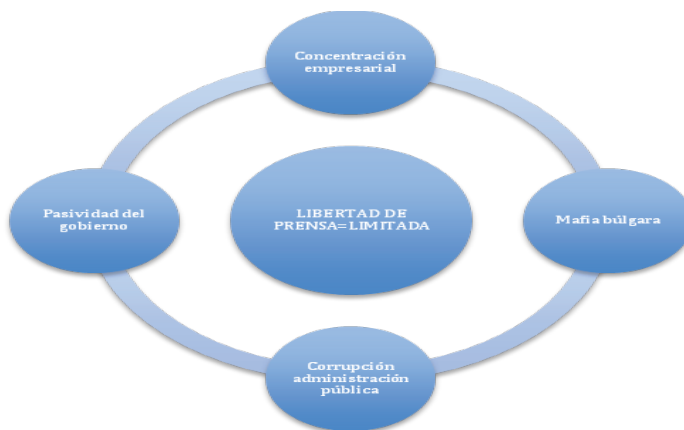 Concentración
empresarial
Pasividad del
gobierno
LIBERTAD DE
PRENSA=LIMITADA
Mafia búlgara
Corrupción
administración
pública